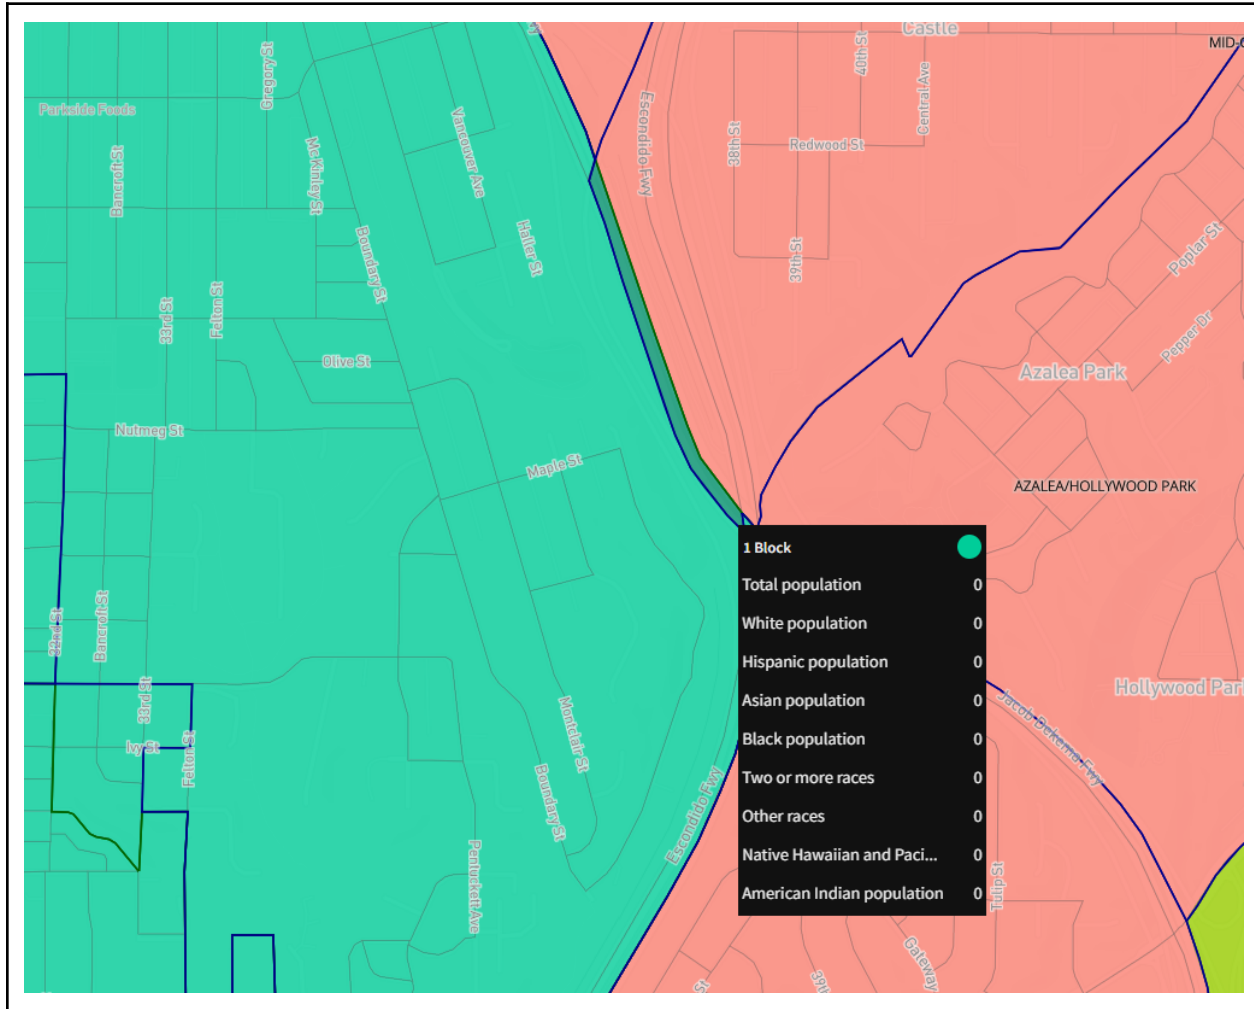 Castle
MID-C
40th St
Gregory St
Escondido Fwy
Central Ave
Parkside Foods
Vancouver Ave
38th St
Redwood St
Bancroft St
Mc Kinley St
Haller St
Poplar St
Boundary St
39th St
33rd St
Felton St
Pepper Dr
Olive St
Azalea Park
Nutmeg St
Maple St
AZALEA/HOLLYWOOD PARK
1 Block
Total population 0
White population 0
Hispanic population 0
Asian population 0
Black population 0
Two or more races 0
Other races 0
Native Hawaiian and Paci... 0
American Indian population 0
32nd St
Bancroft St
33rd St
Ivy St
Felton St
Montclair St
Boundary St
Escondido Fwy
Pentuckett Ave
Hollywood Park
Jacob Dekema Fwy
Tulip St
Gateway
39th
St